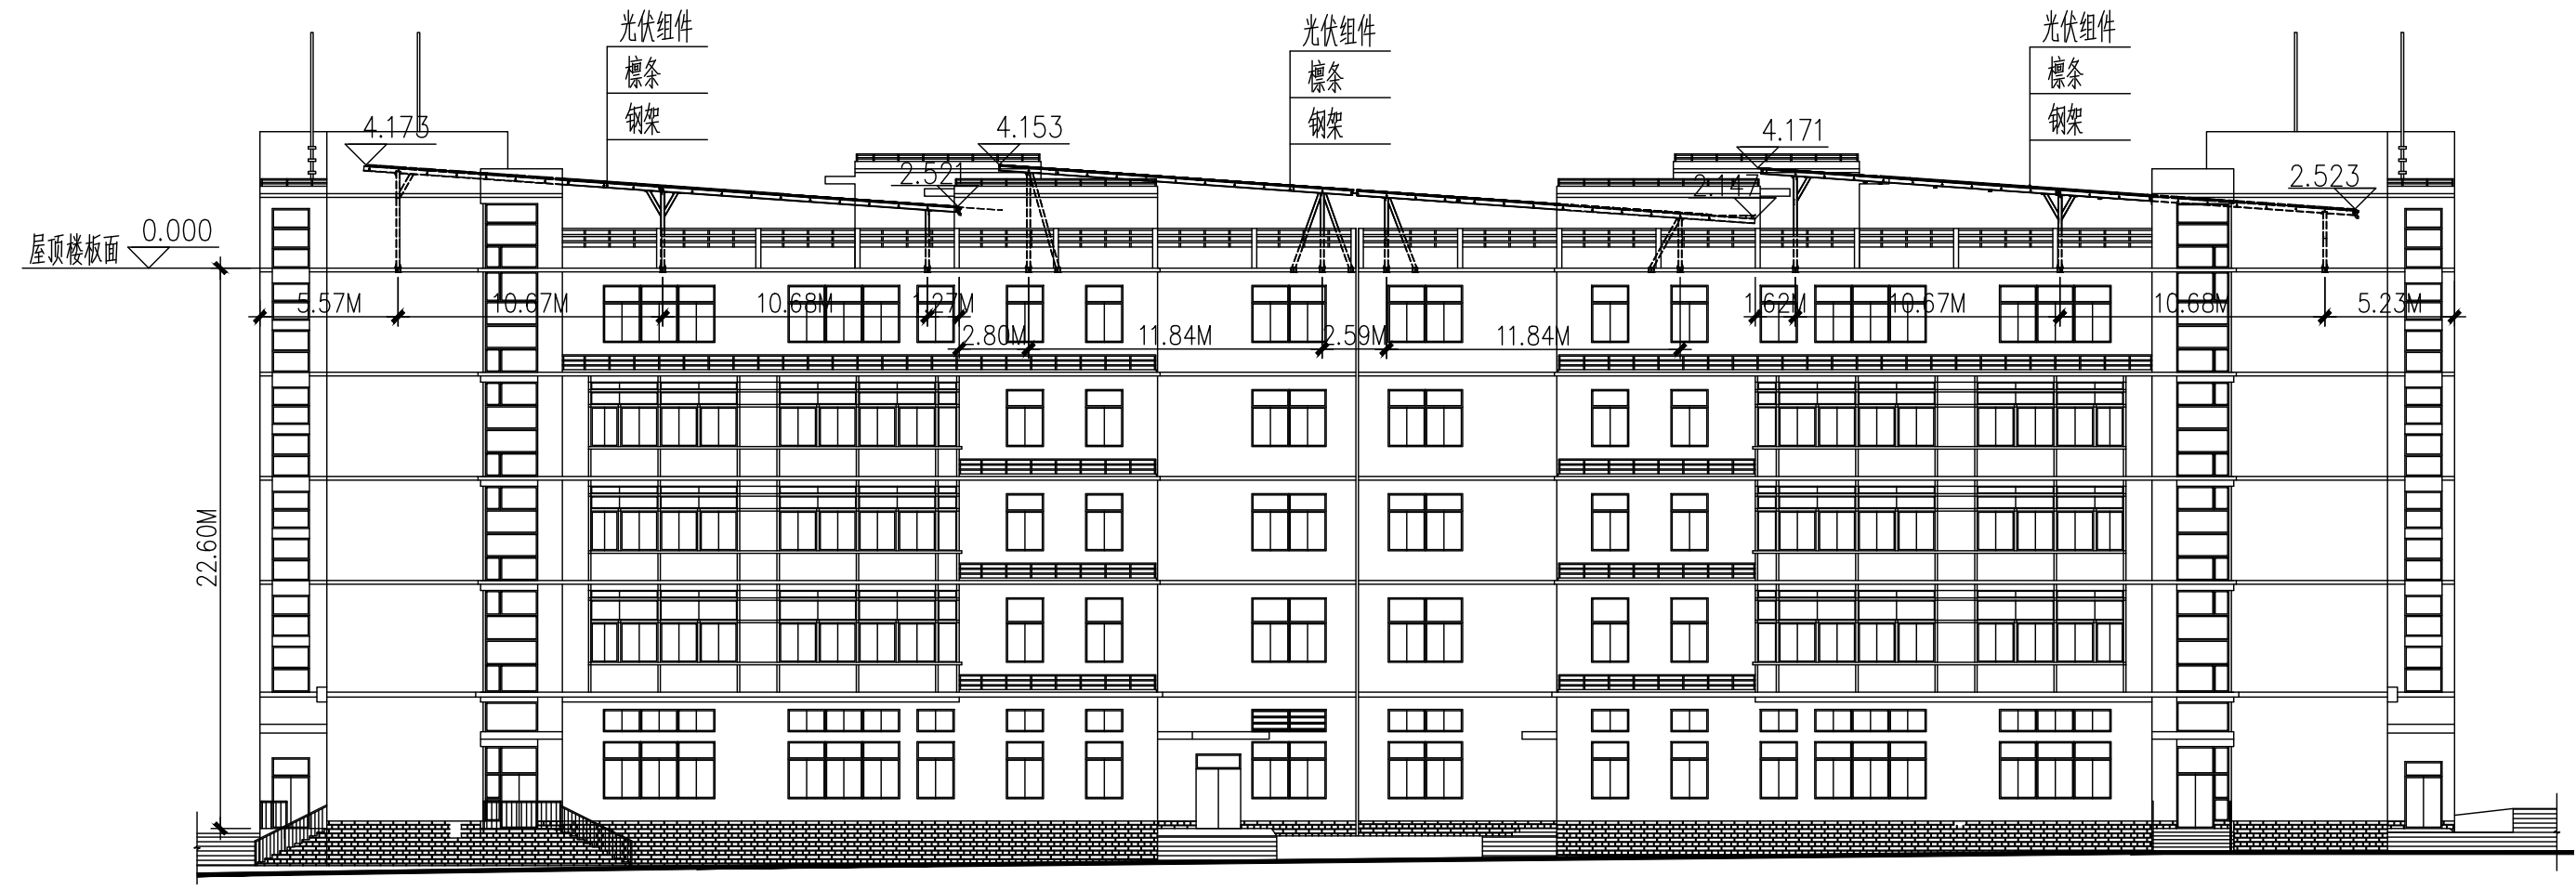 光伏组件
檩条
钢架
光伏组件
檩条
钢架
光伏组件
檩条
钢架
4.173
4.153
4.171
2.521
2.147
2.523
0.000
屋顶楼板面
5.57M
10.67M
10.68M
1.27M
1.62M
10.67M
10.68M
5.23M
2.80M
11.84M
2.59M
11.84M
22.60M